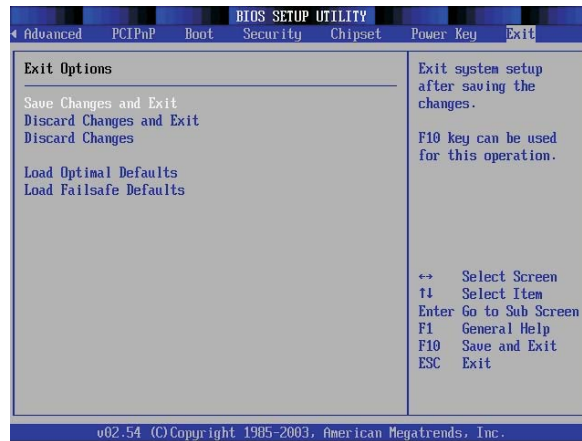 BIOS SETUP UTILITY
Advanced PCIPnP Boot Security Chipset Power Key Exit
Exit Options
Save Changes and Exit
Discard Changes and Exit
Discard Changes
Load Optimal Defaults
Load Failsafe Defaults
Exit system setup
after saving the
changes.
F10 key can be used
for this operation.
↔ Select Screen
↑↓ Select Item
Enter Go to Sub Screen
F1 General Help
F10 Save and Exit
ESC Exit
v02.54 (C)Copyright 1985-2003, American Megatrends, Inc.